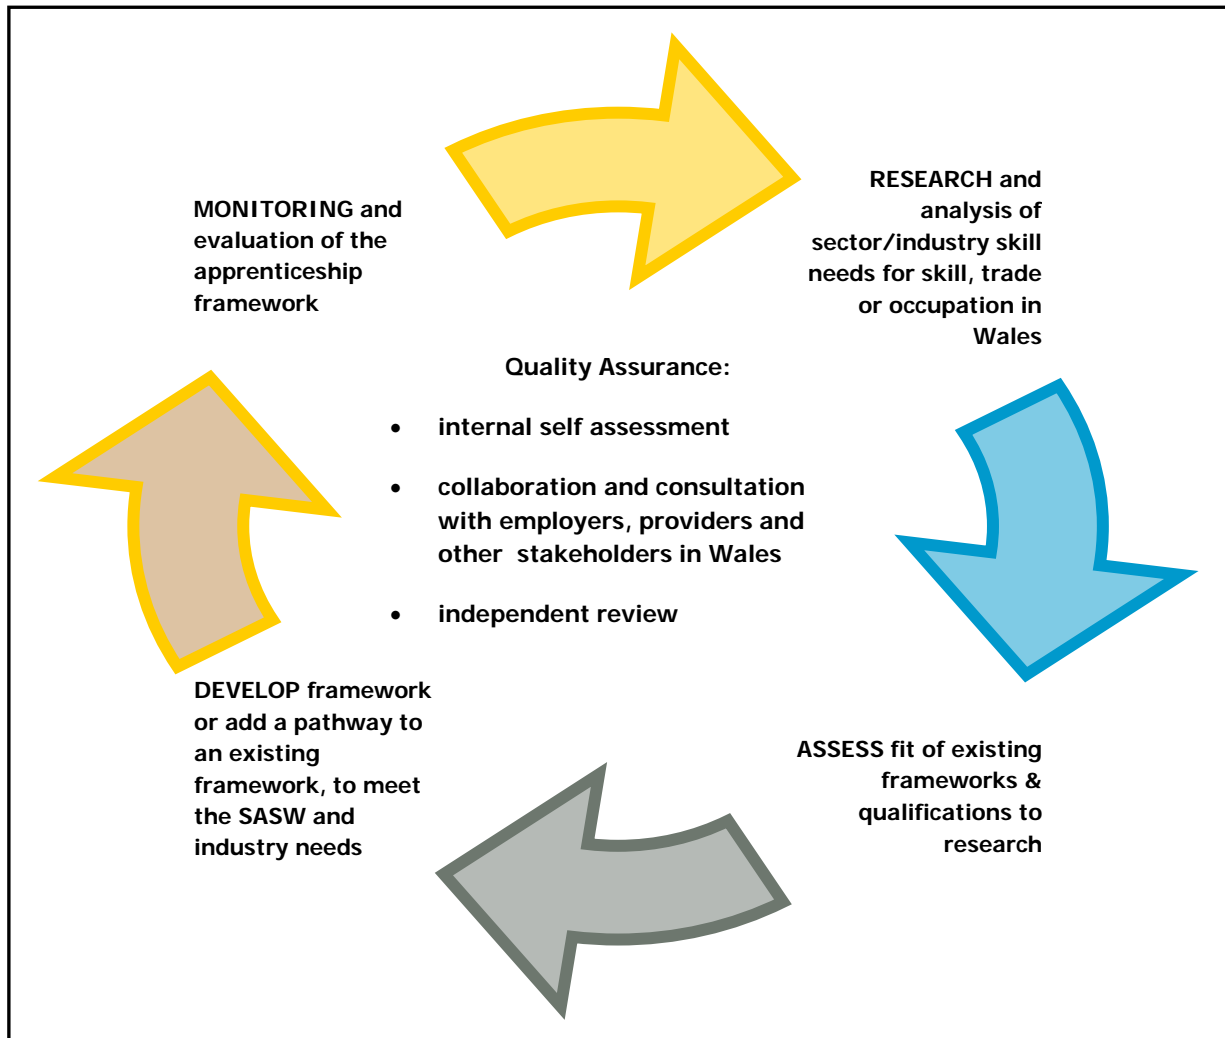 MONITORING and
evaluation of the
apprenticeship
framework
RESEARCH and
analysis of
sector/industry skill
needs for skill, trade
or occupation in
Wales
Quality Assurance:
• internal self assessment
• collaboration and consultation
with employers, providers and
other  stakeholders in Wales
• independent review
DEVELOP framework
or add a pathway to
an existing
framework, to meet
the SASW and
industry needs
ASSESS fit of existing
frameworks &
qualifications to
research